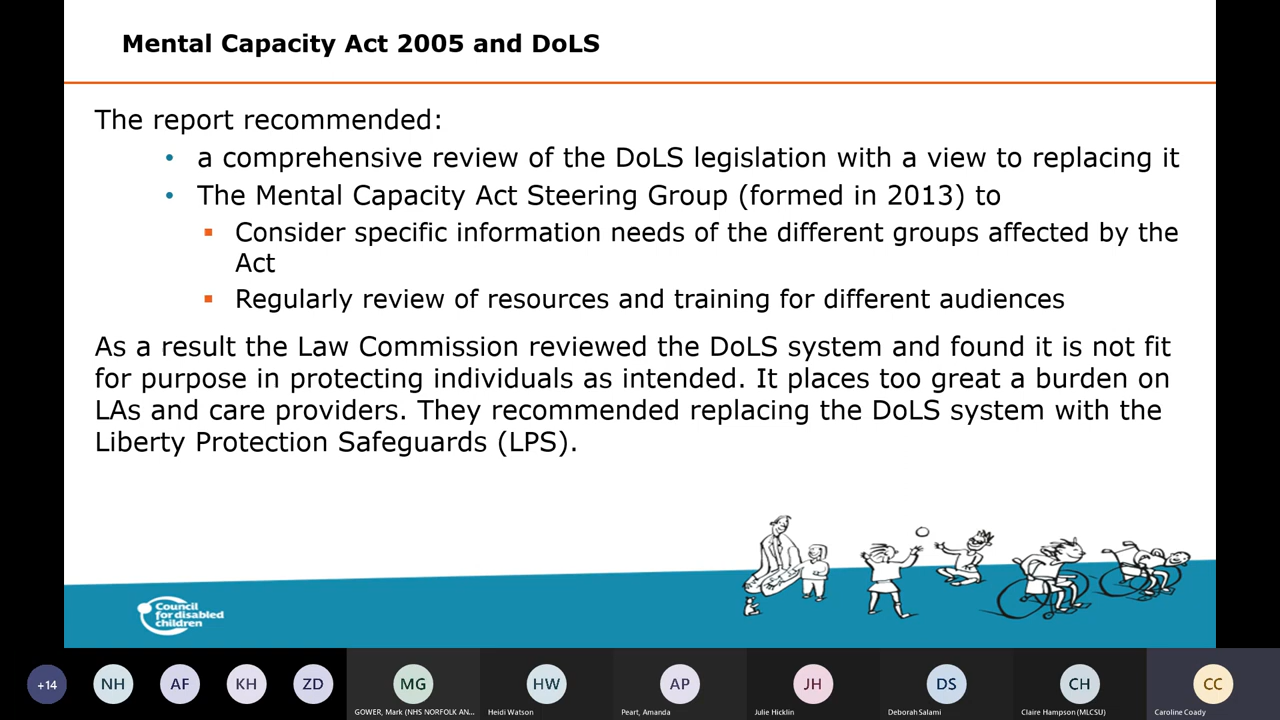 Mental Capacity Act 2005 and DoLS
The report recommended:
• a comprehensive review of the DoLS legislation with a view to replacing it
• The Mental Capacity Act Steering Group (formed in 2013) to
▪ Consider specific information needs of the different groups affected by the
Act
▪ Regularly review of resources and training for different audiences
As a result the Law Commission reviewed the DoLS system and found it is not fit
for purpose in protecting individuals as intended. It places too great a burden on
LAs and care providers. They recommended replacing the DoLS system with the
Liberty Protection Safeguards (LPS).
Council
for disabled
children
+14 NH AF KH ZD MG HW AP JH DS CH CC
GOWER, Mark (NHS NORFOLK AN... Heidi Watson Peart, Amanda Julie Hicklin Deborah Salami Claire Hampson (MLCSU) Caroline Coady